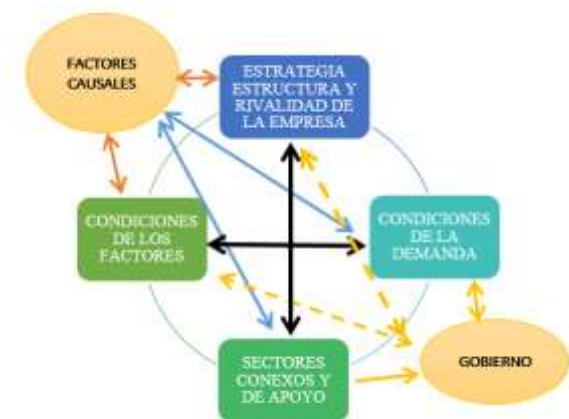 FACTORES
CAUSALES
ESTRATEGIA
ESTRUCTURA Y
RIVALIDAD DE
LA EMPRESA
CONDICIONES
DE LOS
FACTORES
CONDICIONES
DE LA
DEMANDA
SECTORES
CONEXOS Y
DE APOYO
GOBIERNO